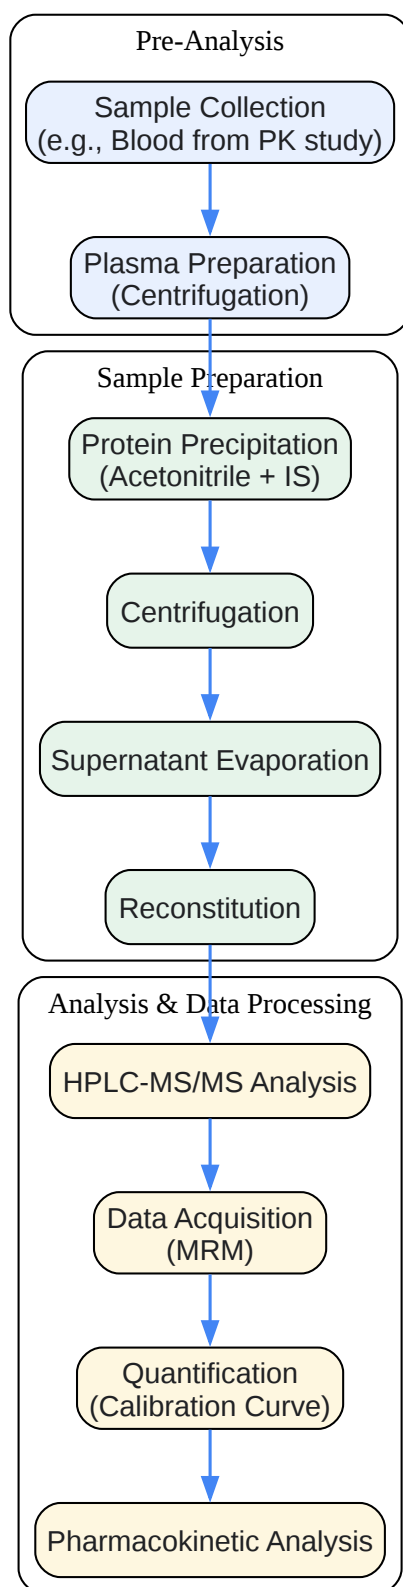 Pre-Analysis
Sample Collection
(e.g., Blood from PK study)
Plasma Preparation
(Centrifugation)
Sample Preparation
Protein Precipitation
(Acetonitrile + IS)
Centrifugation
Supernatant Evaporation
Reconstitution
Analysis & Data Processing
HPLC-MS/MS Analysis
Data Acquisition
(MRM)
Quantification
(Calibration Curve)
Pharmacokinetic Analysis